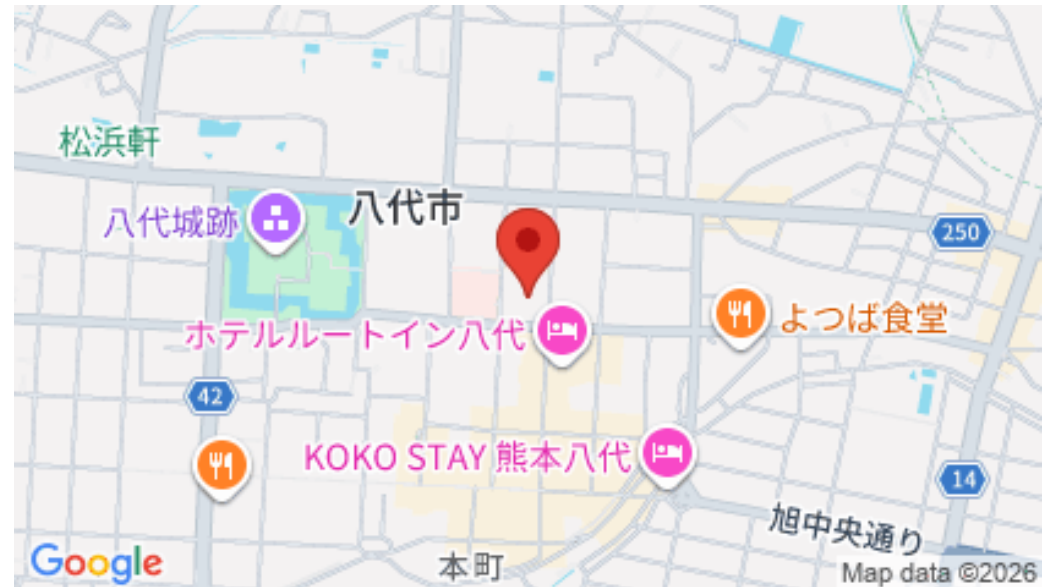 松浜軒
八代城跡
八代市
250
ホテルルートイン八代
よつば食堂
42
KOKO STAY 熊本八代
14
旭中央通り
本町
Google
Map data ©2026